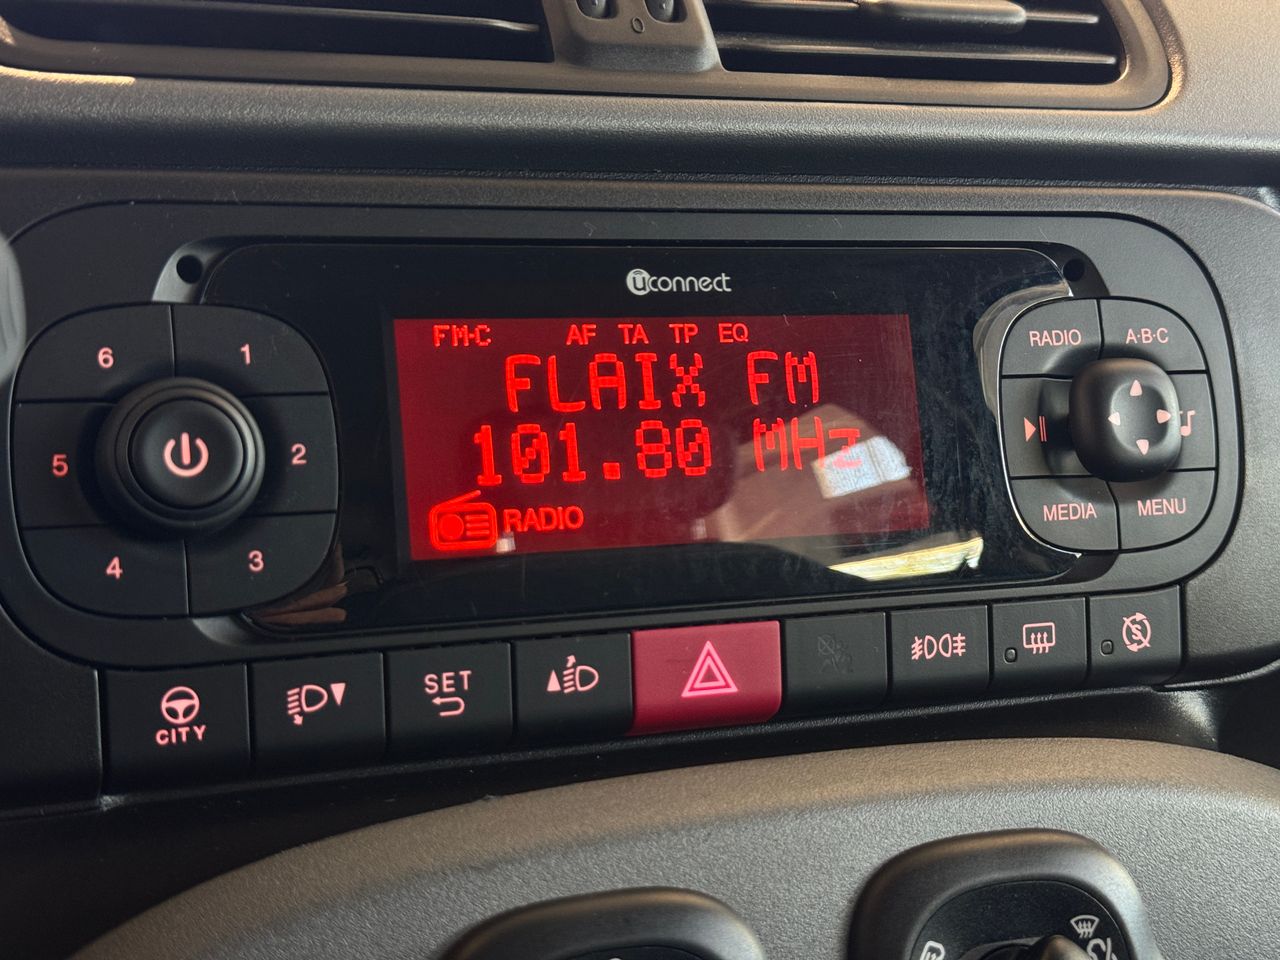 uconnect
FM-C AF TA TP EQ
FLAIX FM
101.80 MHz
RADIO
6 1
5 2
4 3
RADIO A·B·C
MEDIA MENU
CITY
SET